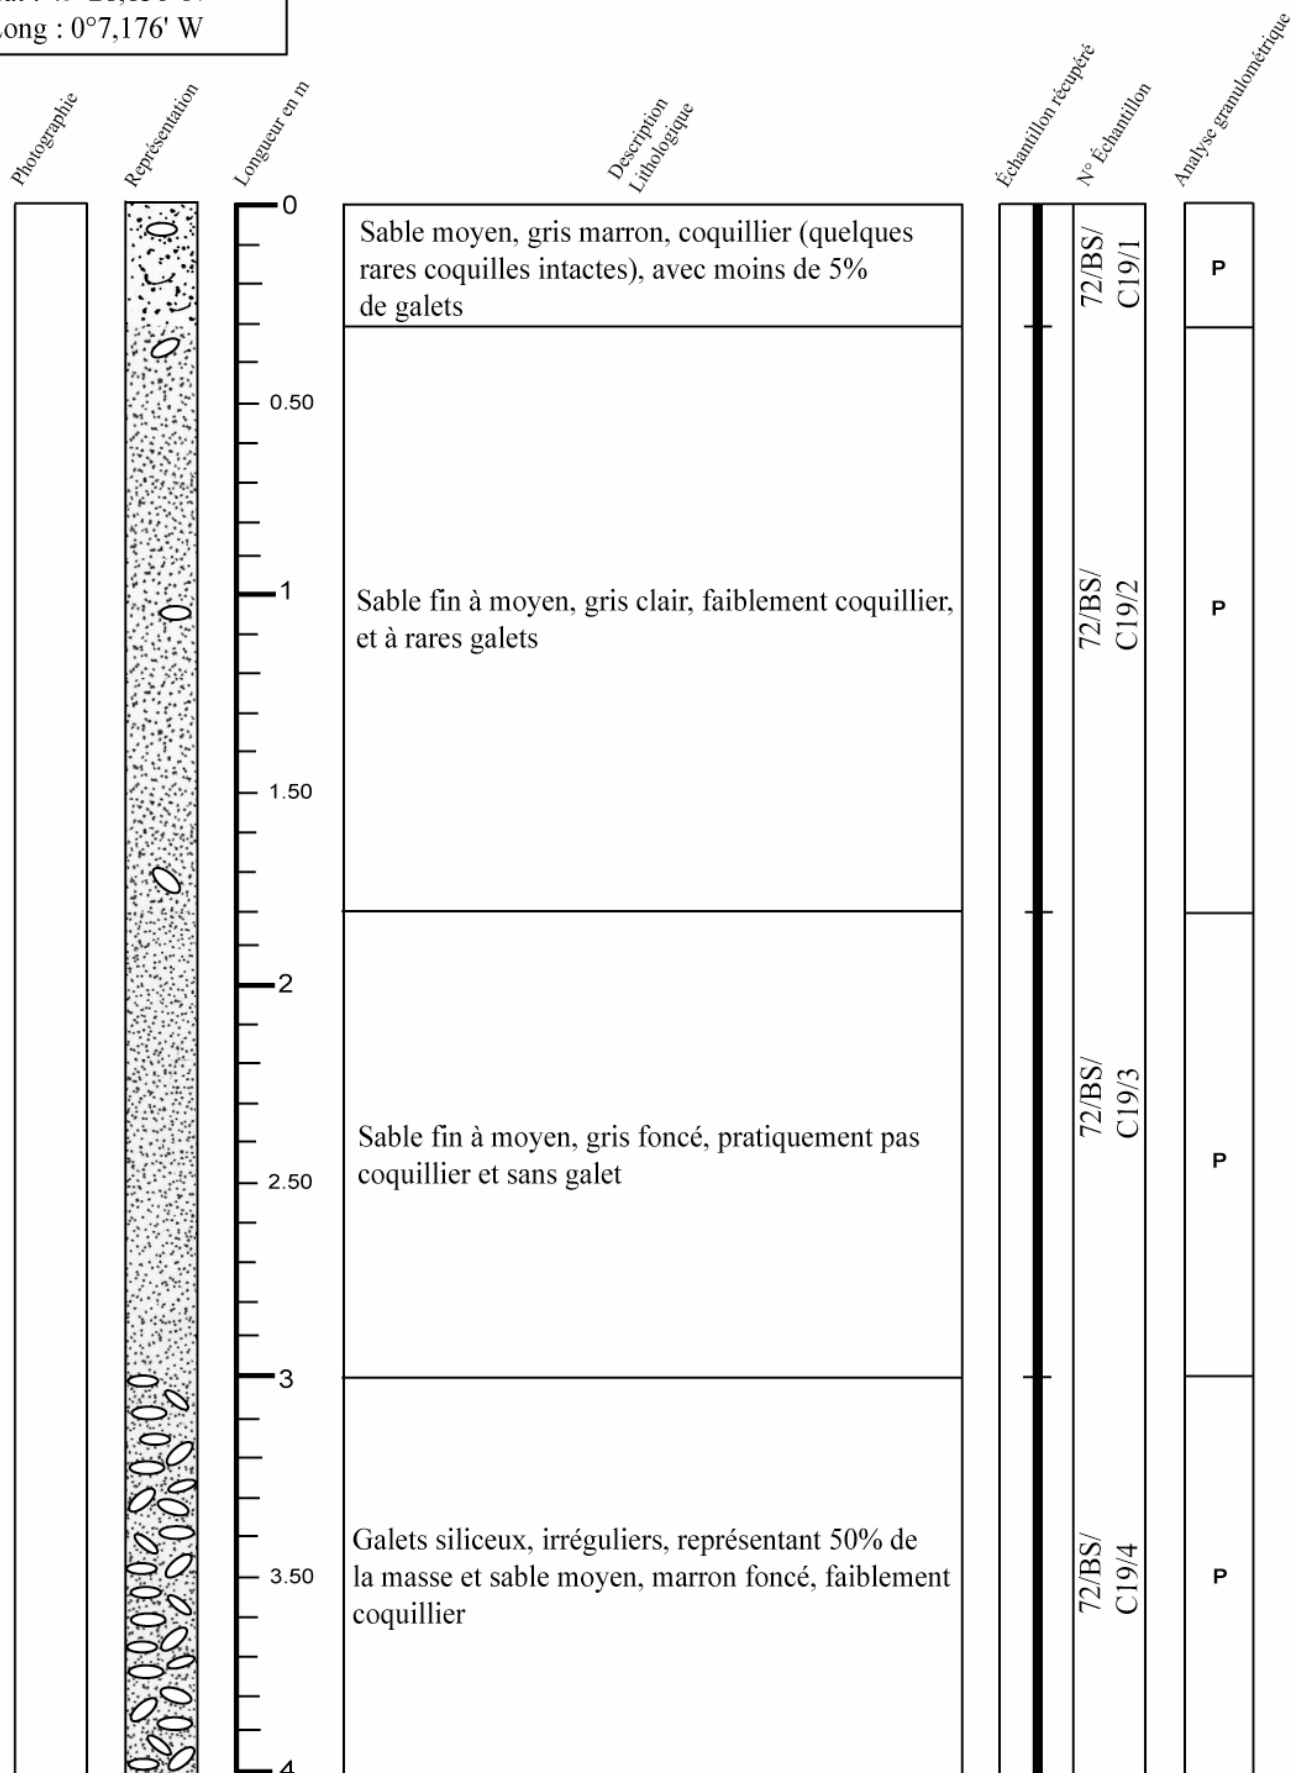 Long : 0°7,176' W
Photographie
Représentation
Longueur en m
Description
Lithologique
Échantillon récupéré
N° Échantillon
Analyse granulométrique
0
Sable moyen, gris marron, coquillier (quelques
rares coquilles intactes), avec moins de 5%
de galets
72/BS/
C19/1
P
0.50
1
Sable fin à moyen, gris clair, faiblement coquillier,
et à rares galets
72/BS/
C19/2
P
1.50
2
Sable fin à moyen, gris foncé, pratiquement pas
coquillier et sans galet
72/BS/
C19/3
P
2.50
3
Galets siliceux, irréguliers, représentant 50% de
la masse et sable moyen, marron foncé, faiblement
coquillier
72/BS/
C19/4
P
3.50
4